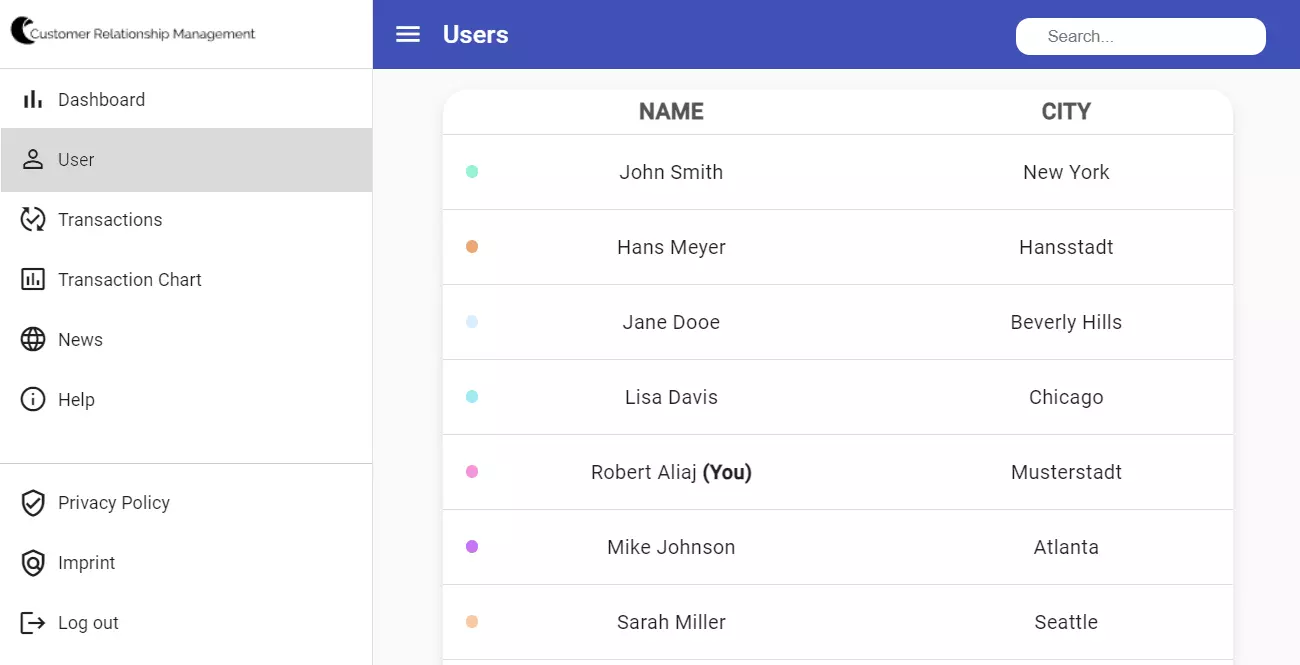 Customer Relationship Management
Dashboard
User
Transactions
Transaction Chart
News
Help
Privacy Policy
Imprint
Log out
Users
Search...
NAME CITY
John Smith New York
Hans Meyer Hansstadt
Jane Dooe Beverly Hills
Lisa Davis Chicago
Robert Aliaj (You) Musterstadt
Mike Johnson Atlanta
Sarah Miller Seattle